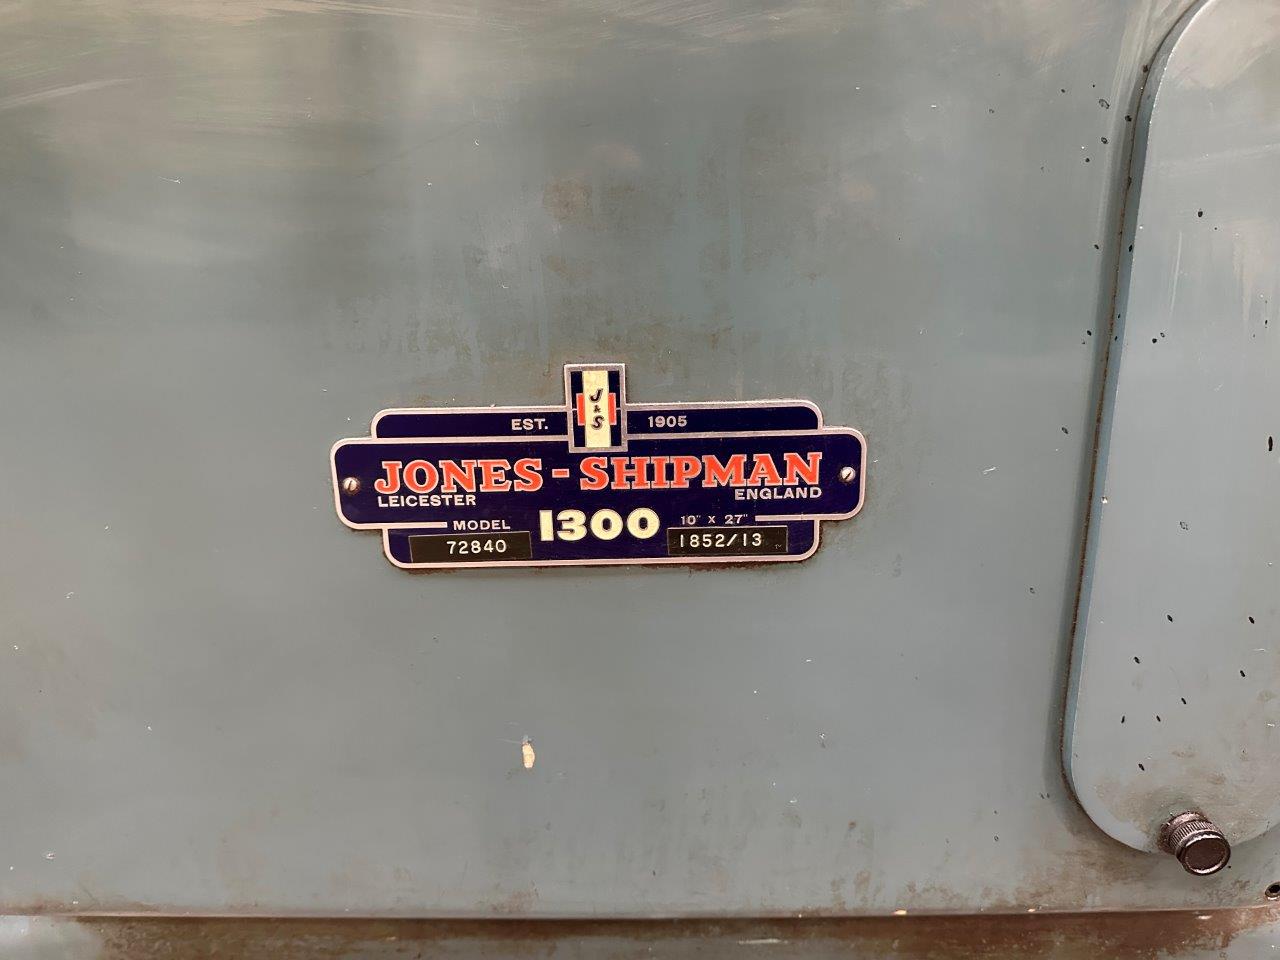 J & S
EST. 1905
JONES - SHIPMAN
LEICESTER ENGLAND
MODEL 1300 10" X 27"
72840 1852/13